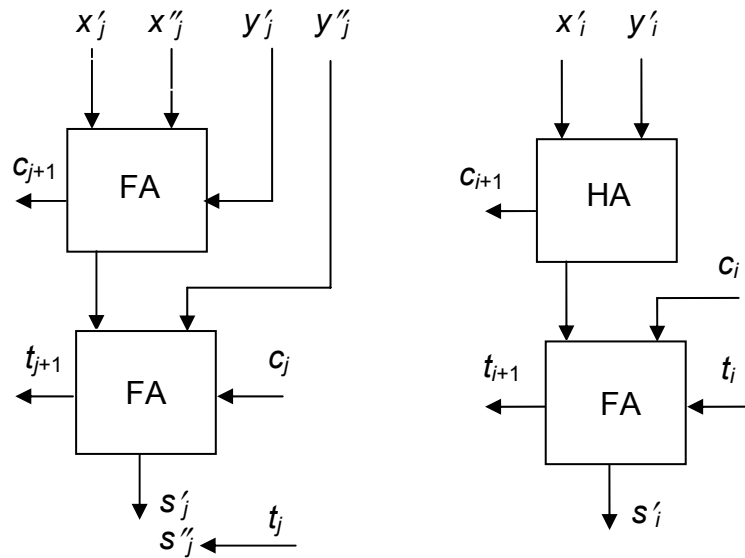 x′j x″j y′j y″j
x′i y′i
cj+1 FA
ci+1 HA
ci
tj+1 FA cj
ti+1 FA ti
s′j
s″j tj
s′i